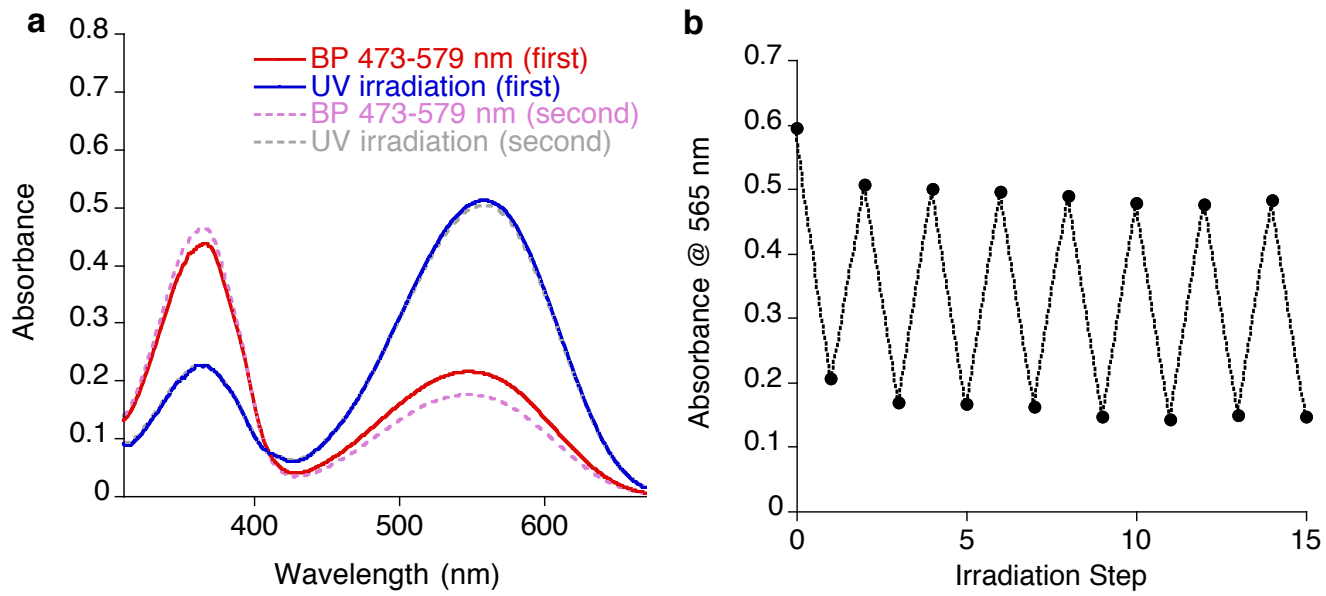 a
0.8
0.7
0.6
0.5
0.4
0.3
0.2
0.1
0
Absorbance
BP 473-579 nm (first)
UV irradiation (first)
BP 473-579 nm (second)
UV irradiation (second)
400
500
600
Wavelength (nm)
b
0.7
0.6
0.5
0.4
0.3
0.2
0.1
0
Absorbance @ 565 nm
0
5
10
15
Irradiation Step